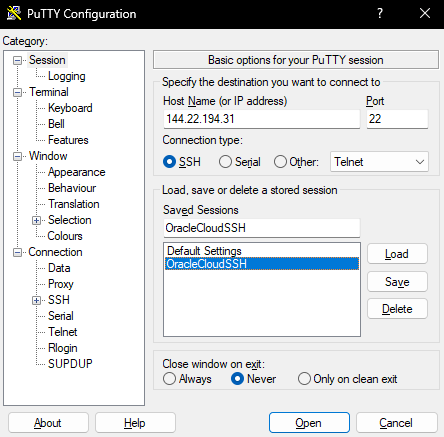 PuTTY Configuration
?
Category:
Session
Logging
Terminal
Keyboard
Bell
Features
Window
Appearance
Behaviour
Translation
Selection
Colours
Connection
Data
Proxy
SSH
Serial
Telnet
Rlogin
SUPDUP
Basic options for your PuTTY session
Specify the destination you want to connect to
Host Name (or IP address) Port
144.22.194.31 22
Connection type:
SSH Serial Other: Telnet
Load, save or delete a stored session
Saved Sessions
OracleCloudSSH
Default Settings
OracleCloudSSH
Load
Save
Delete
Close window on exit:
Always Never Only on clean exit
About Help Open Cancel